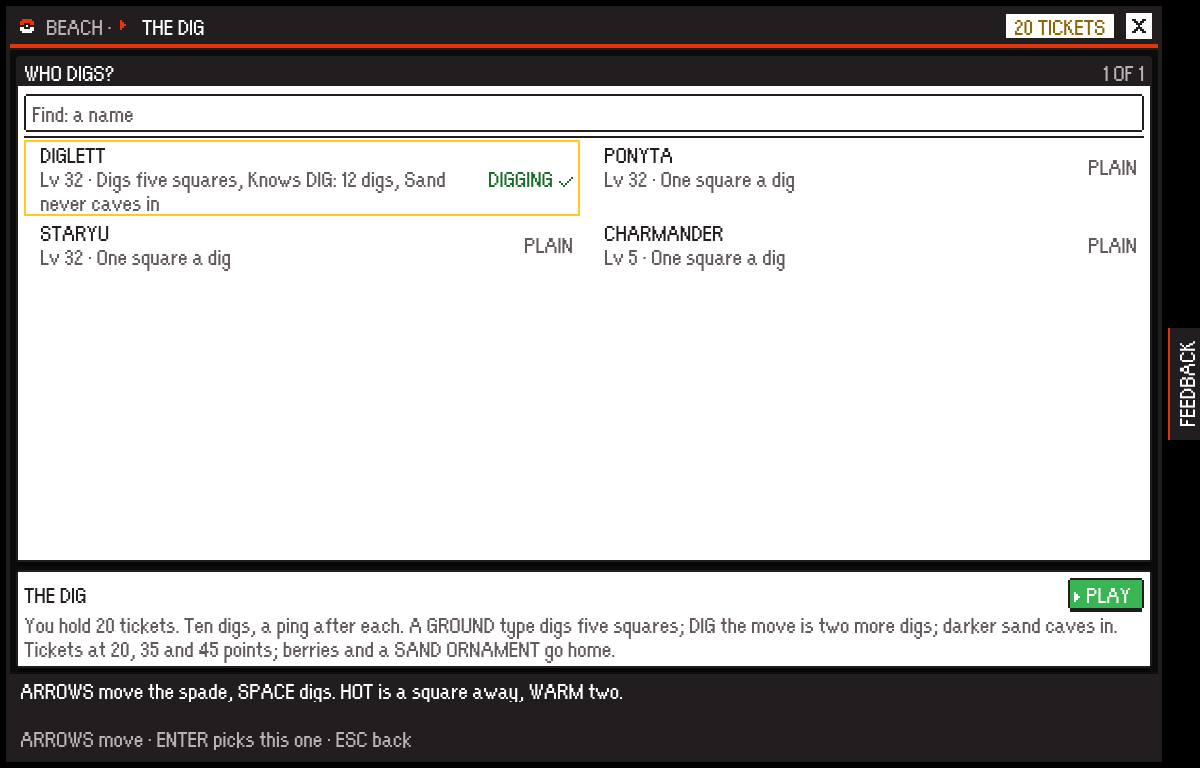 BEACH · THE DIG
20 TICKETS X
WHO DIGS?
1 OF 1
Find: a name
DIGLETT
Lv 32 · Digs five squares, Knows DIG: 12 digs, Sand
never caves in
DIGGING ✓
PONYTA
Lv 32 · One square a dig
PLAIN
STARYU
Lv 32 · One square a dig
PLAIN
CHARMANDER
Lv 5 · One square a dig
PLAIN
FEEDBACK
THE DIG
PLAY
You hold 20 tickets. Ten digs, a ping after each. A GROUND type digs five squares; DIG the move is two more digs; darker sand caves in.
Tickets at 20, 35 and 45 points; berries and a SAND ORNAMENT go home.
ARROWS move the spade, SPACE digs. HOT is a square away, WARM two.
ARROWS move · ENTER picks this one · ESC back